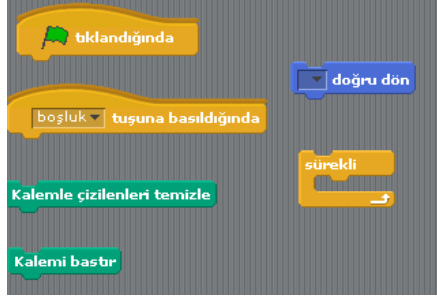 tıklandığında
doğru dön
boşluk tuşuna basıldığında
sürekli
Kalemle çizilenleri temizle
Kalemi bastır